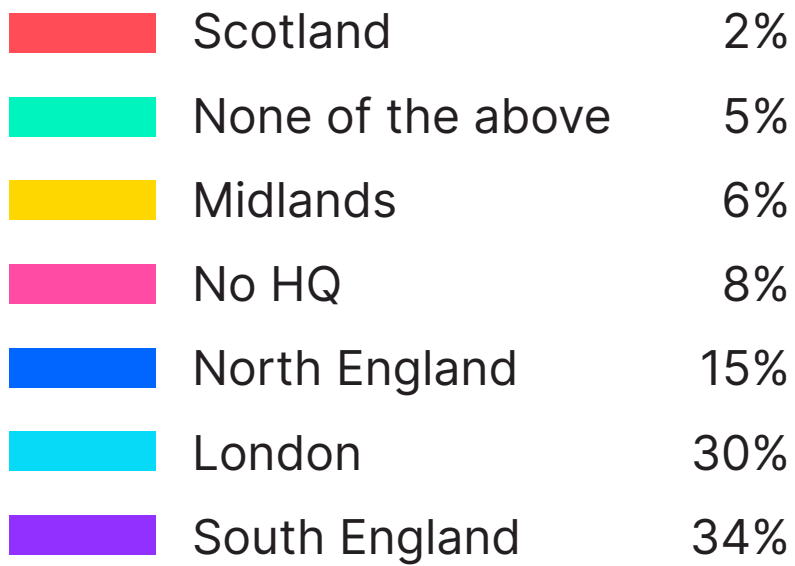 Scotland 2%
None of the above 5%
Midlands 6%
No HQ 8%
North England 15%
London 30%
South England 34%